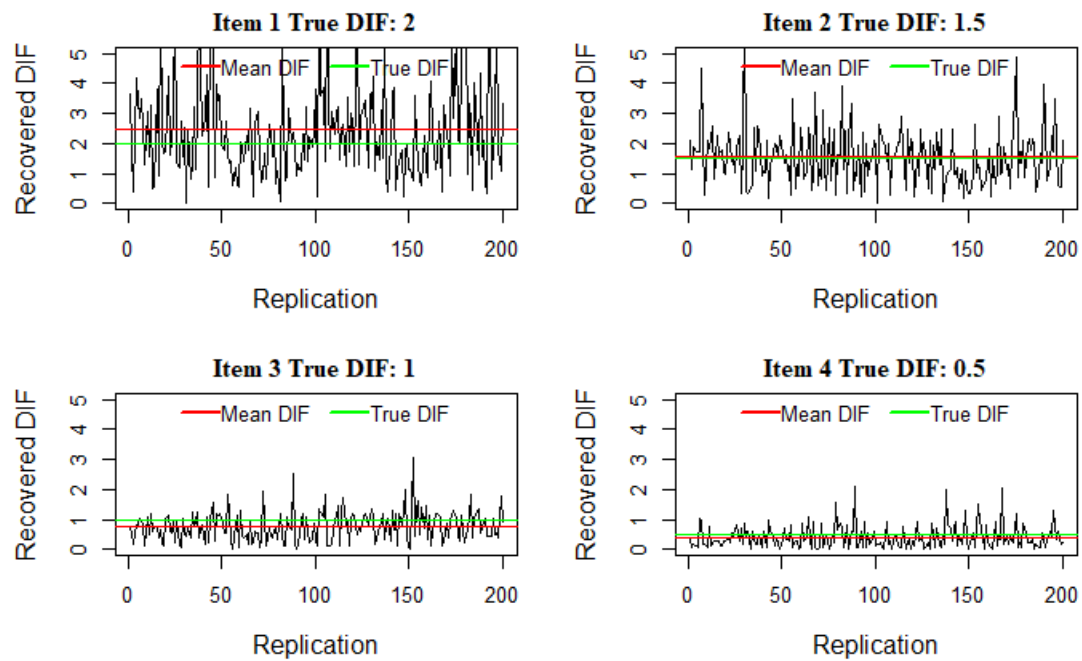 Item 1 True DIF: 2
Recovered DIF
5
4
3
2
1
0
Mean DIF True DIF
0 50 100 150 200
Replication
Item 2 True DIF: 1.5
Recovered DIF
5
4
3
2
1
0
Mean DIF True DIF
0 50 100 150 200
Replication
Item 3 True DIF: 1
Recovered DIF
5
4
3
2
1
0
Mean DIF True DIF
0 50 100 150 200
Replication
Item 4 True DIF: 0.5
Recovered DIF
5
4
3
2
1
0
Mean DIF True DIF
0 50 100 150 200
Replication